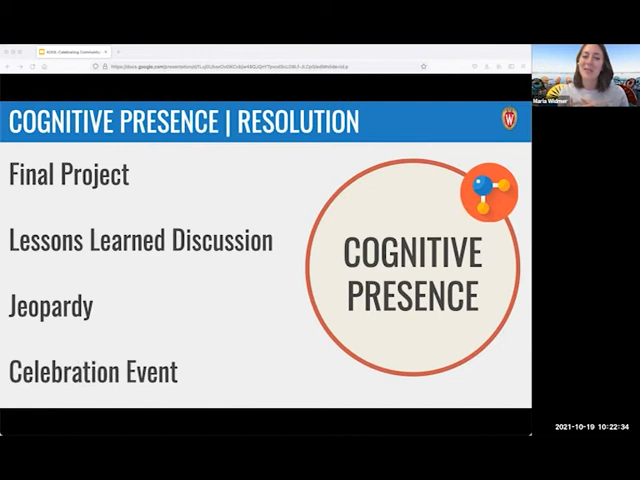 COGNITIVE PRESENCE | RESOLUTION
W
Final Project
Lessons Learned Discussion
Jeopardy
Celebration Event
COGNITIVE
PRESENCE
Maria Widmer
2021-10-19 10:22:34